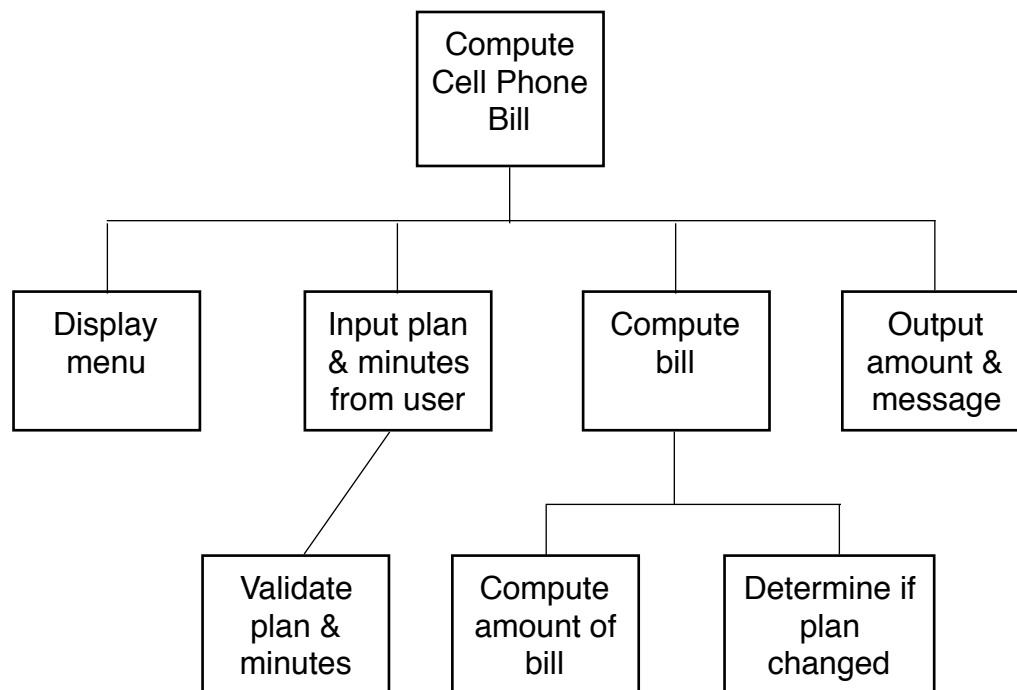 Compute
Cell Phone
Bill
Display
menu
Input plan
& minutes
from user
Compute
bill
Output
amount &
message
Validate
plan &
minutes
Compute
amount of
bill
Determine if
plan
changed